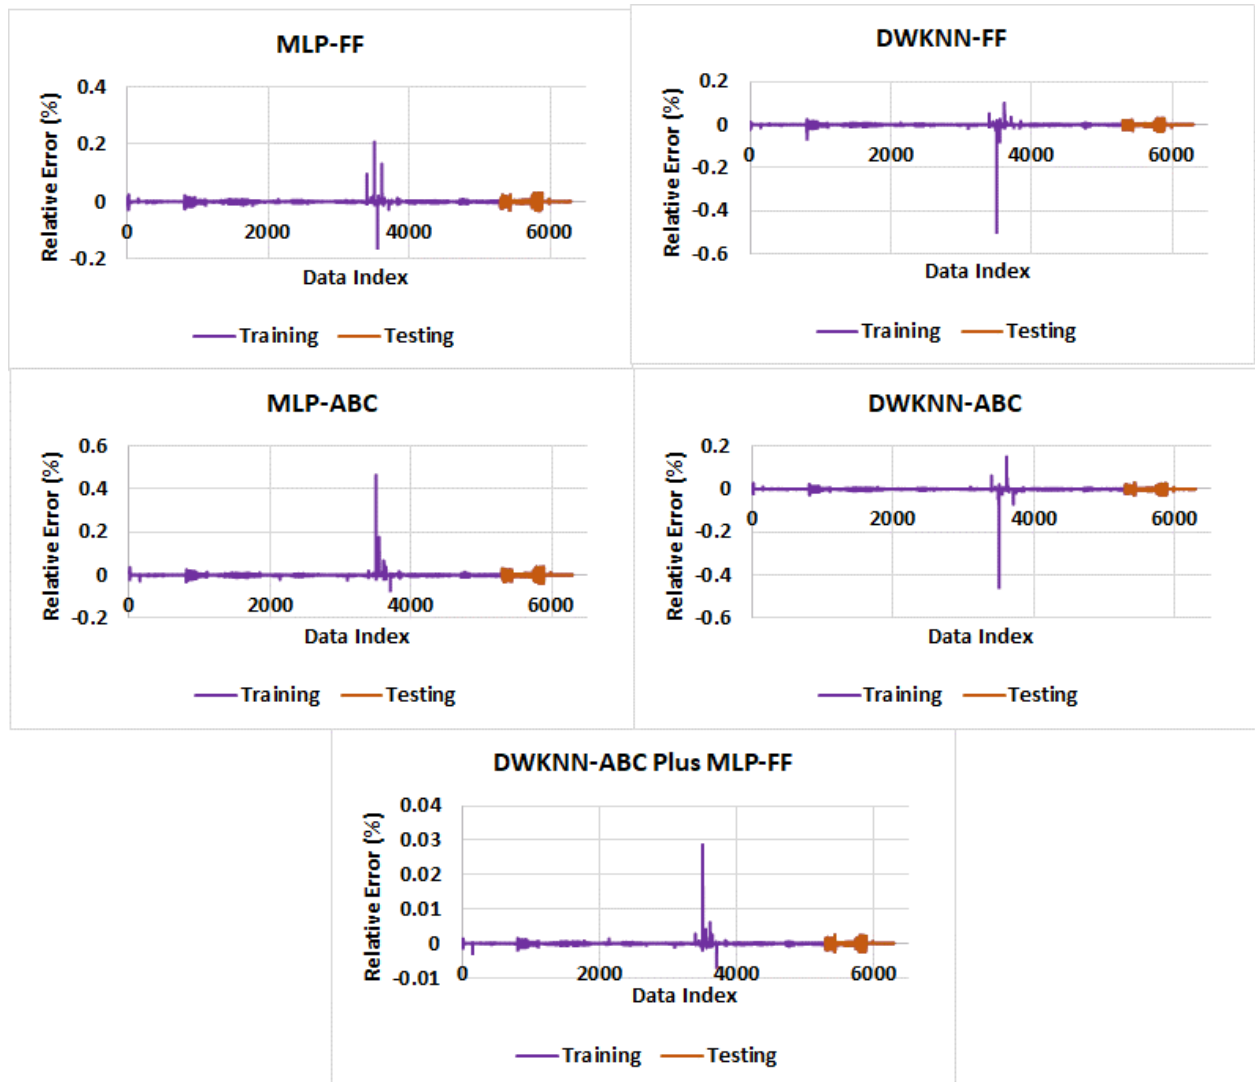 MLP-FF
Relative Error (%)
0.4
0.2
0
-0.2
0 2000 4000 6000
Data Index
Training Testing
DWKNN-FF
Relative Error (%)
0.2
0
-0.2
-0.4
-0.6
0 2000 4000 6000
Data Index
Training Testing
MLP-ABC
Relative Error (%)
0.6
0.4
0.2
0
-0.2
0 2000 4000 6000
Data Index
Training Testing
DWKNN-ABC
Relative Error (%)
0.2
0
-0.2
-0.4
-0.6
0 2000 4000 6000
Data Index
Training Testing
DWKNN-ABC Plus MLP-FF
Relative Error (%)
0.04
0.03
0.02
0.01
0
-0.01
0 2000 4000 6000
Data Index
Training Testing